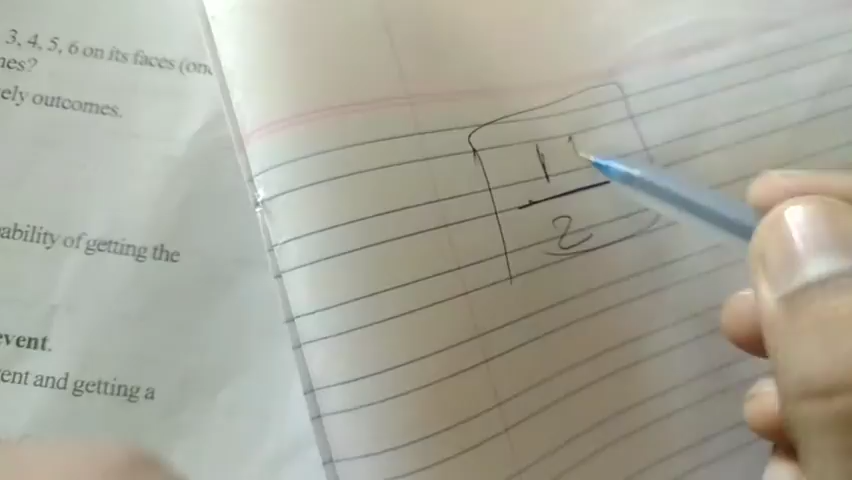 3, 4, 5, 6 on its faces (one
nes?
ely outcomes.
ability of getting the
event.
ent and getting a
1
2